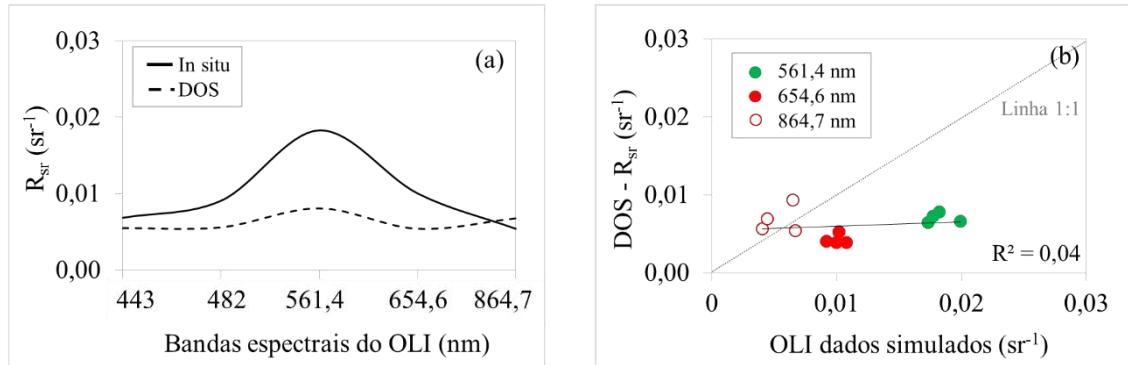 (a)
In situ
DOS
R_sr (sr⁻¹)
0,03
0,02
0,01
0,00
443 482 561,4 654,6 864,7
Bandas espectrais do OLI (nm)
(b)
561,4 nm
654,6 nm
864,7 nm
Linha 1:1
DOS - R_sr (sr⁻¹)
0,03
0,02
0,01
0,00
R² = 0,04
0 0,01 0,02 0,03
OLI dados simulados (sr⁻¹)